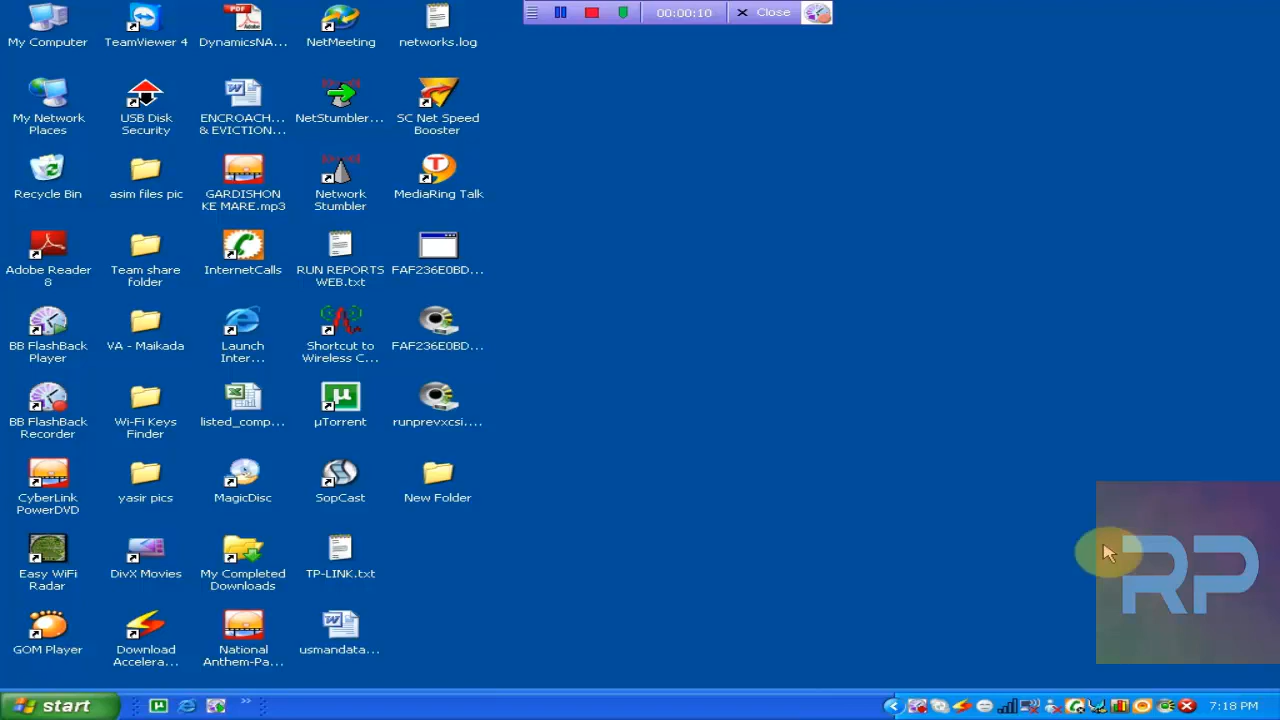 00:00:10
Close
My Computer
TeamViewer 4
DynamicsNA...
NetMeeting
networks.log
My Network
Places
USB Disk
Security
ENCROACH...
& EVICTION...
NetStumbler...
SC Net Speed
Booster
Recycle Bin
asim files pic
GARDISHON
KE MARE.mp3
Network
Stumbler
MediaRing Talk
Adobe Reader
8
Team share
folder
InternetCalls
RUN REPORTS
WEB.txt
FAF236E0BD...
BB FlashBack
Player
VA - Maikada
Launch
Inter...
Shortcut to
Wireless C...
FAF236E0BD...
BB FlashBack
Recorder
Wi-Fi Keys
Finder
listed_comp...
µTorrent
runprevxcsi....
CyberLink
PowerDVD
yasir pics
MagicDisc
SopCast
New Folder
Easy WiFi
Radar
DivX Movies
My Completed
Downloads
TP-LINK.txt
GOM Player
Download
Accelera...
National
Anthem-Pa...
usmandata...
RP
start
7:18 PM